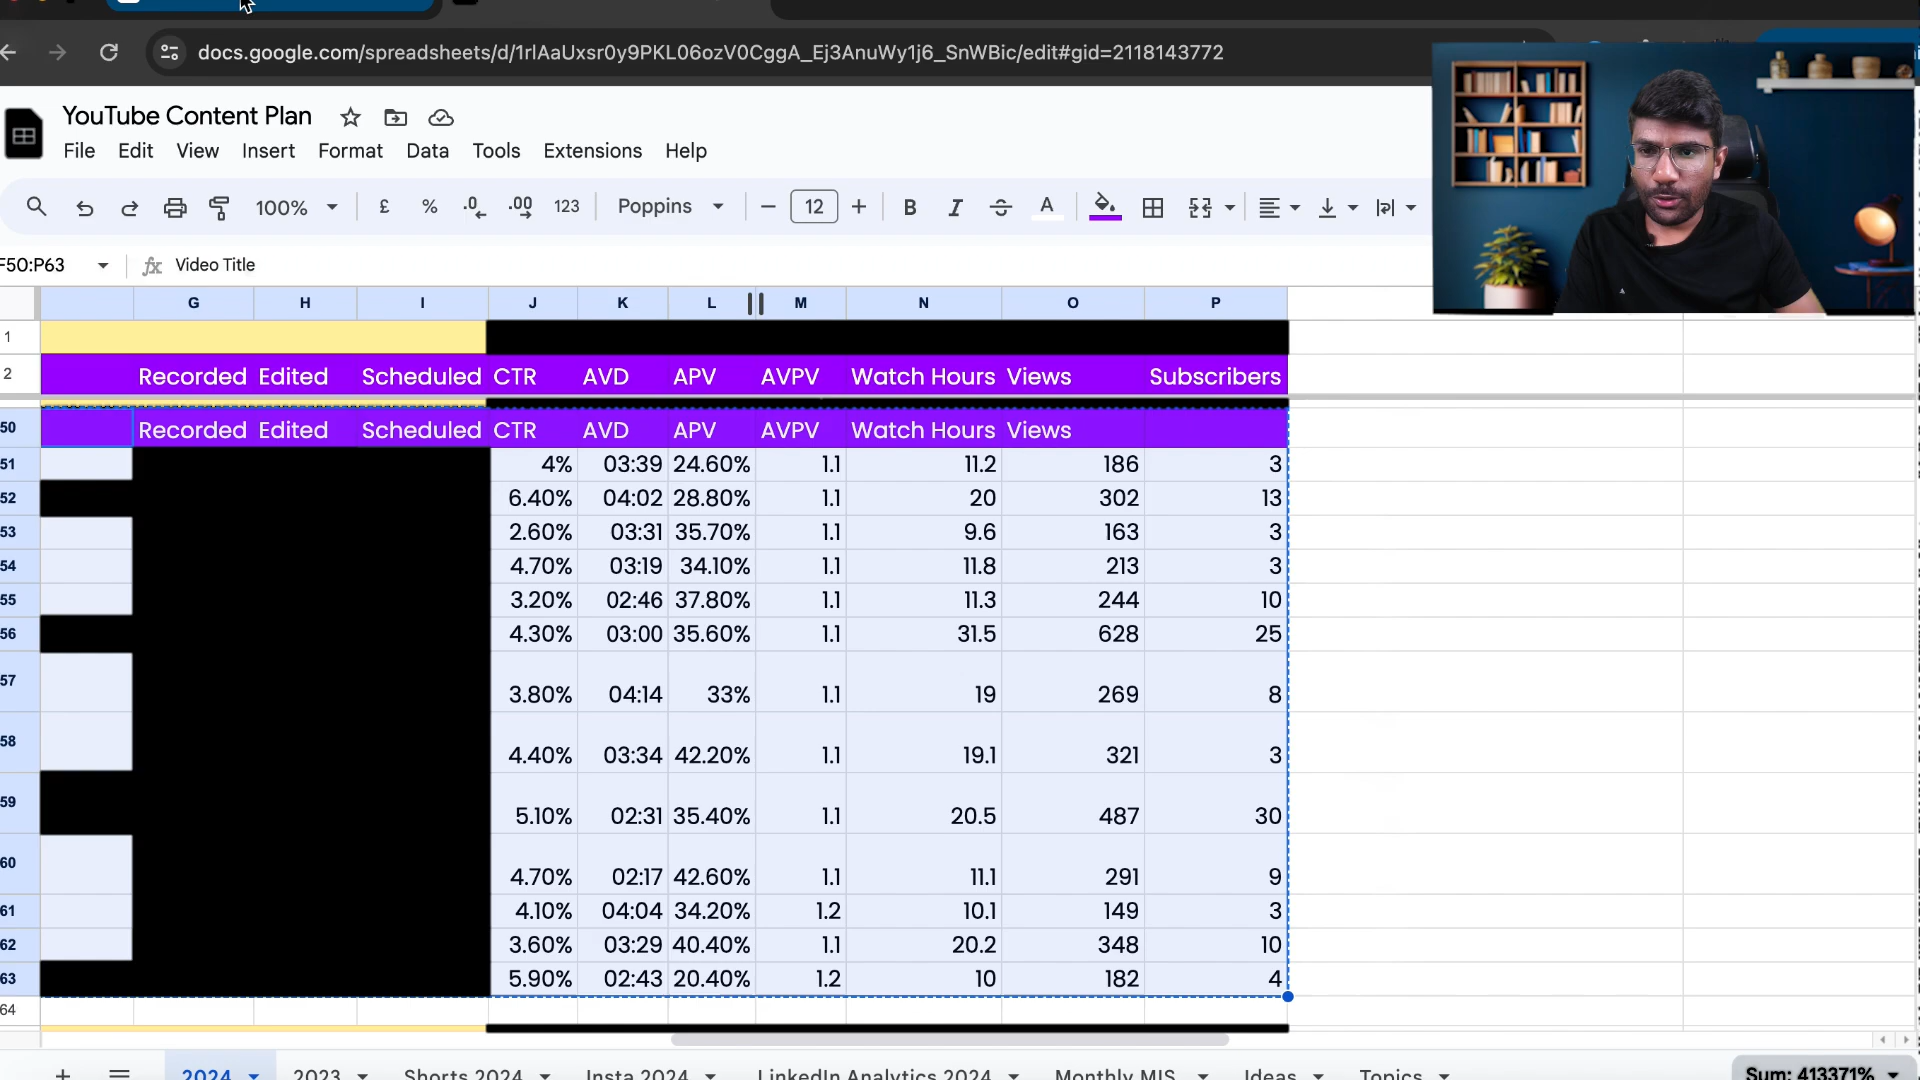 docs.google.com/spreadsheets/d/1rlAaUxsr0y9PKL06ozV0CggA_Ej3AnuWy1j6_SnWBic/edit#gid=2118143772
YouTube Content Plan
File Edit View Insert Format Data Tools Extensions Help
100% £ % .0 .00 123 Poppins − 12 + B I S A
F50:P63 fx Video Title
G H I J K L M N O P
1
2 Recorded Edited Scheduled CTR AVD APV AVPV Watch Hours Views Subscribers
50 Recorded Edited Scheduled CTR AVD APV AVPV Watch Hours Views
51 4% 03:39 24.60% 1.1 11.2 186 3
52 6.40% 04:02 28.80% 1.1 20 302 13
53 2.60% 03:31 35.70% 1.1 9.6 163 3
54 4.70% 03:19 34.10% 1.1 11.8 213 3
55 3.20% 02:46 37.80% 1.1 11.3 244 10
56 4.30% 03:00 35.60% 1.1 31.5 628 25
57 3.80% 04:14 33% 1.1 19 269 8
58 4.40% 03:34 42.20% 1.1 19.1 321 3
59 5.10% 02:31 35.40% 1.1 20.5 487 30
60 4.70% 02:17 42.60% 1.1 11.1 291 9
61 4.10% 04:04 34.20% 1.2 10.1 149 3
62 3.60% 03:29 40.40% 1.1 20.2 348 10
63 5.90% 02:43 20.40% 1.2 10 182 4
64
2024 2023 Shorts 2024 Insta 2024 LinkedIn Analytics 2024 Monthly MIS Ideas Topics Sum: 413371%